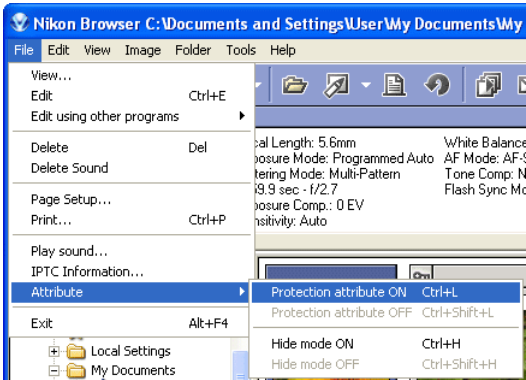 Nikon Browser C:\Documents and Settings\User\My Documents\My
File Edit View Image Folder Tools Help
View...
Edit Ctrl+E
Edit using other programs
Delete Del
Delete Sound
Page Setup...
Print... Ctrl+P
Play sound...
IPTC Information...
Attribute
Exit Alt+F4
cal Length: 5.6mm White Balance
posure Mode: Programmed Auto AF Mode: AF-S
tering Mode: Multi-Pattern Tone Comp: N
69.9 sec - f/2.7 Flash Sync Mo
posure Comp.: 0 EV
nsitivity: Auto
Protection attribute ON Ctrl+L
Protection attribute OFF Ctrl+Shift+L
Hide mode ON Ctrl+H
Hide mode OFF Ctrl+Shift+H
Local Settings
My Documents